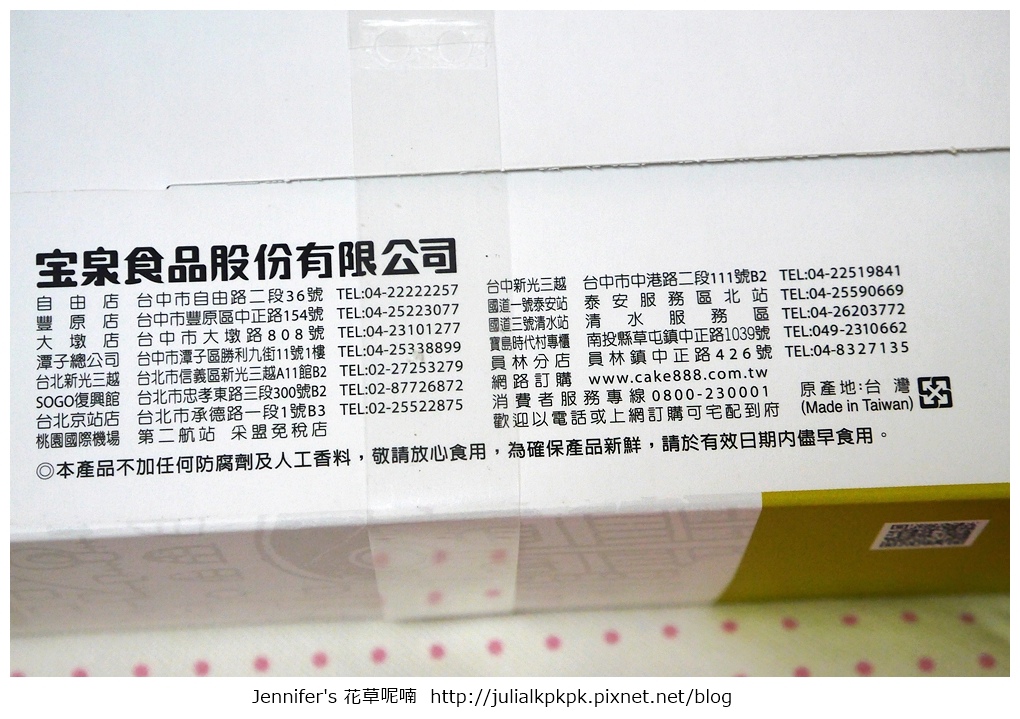 宝泉食品股份有限公司
自由店 台中市自由路二段36號 TEL:04-22222257
豐原店 台中市豐原區中正路154號 TEL:04-25223077
大墩店 台中市大墩路808號 TEL:04-23101277
潭子總公司 台中市潭子區勝利九街11號1樓 TEL:04-25338899
台北新光三越 台北市信義區新光三越A11館B2 TEL:02-27253279
SOGO復興館 台北市忠孝東路三段300號B2 TEL:02-87726872
台北京站店 台北市承德路一段1號B3 TEL:02-25522875
桃園國際機場 第二航站 采盟免稅店
台中新光三越 台中市中港路二段111號B2 TEL:04-22519841
國道一號泰安站 泰安服務區北站 TEL:04-25590669
國道三號清水站 清水服務區 TEL:04-26203772
寶島時代村專櫃 南投縣草屯鎮中正路1039號 TEL:049-2310662
員林分店 員林鎮中正路426號 TEL:04-8327135
網路訂購 www.cake888.com.tw
消費者服務專線0800-230001
歡迎以電話或上網訂購可宅配到府
原產地:台灣
(Made in Taiwan)
◎本產品不加任何防腐劑及人工香料，敬請放心食用，為確保產品新鮮，請於有效日期內儘早食用。
Jennifer's 花草呢喃 http://julialkpkpk.pixnet.net/blog